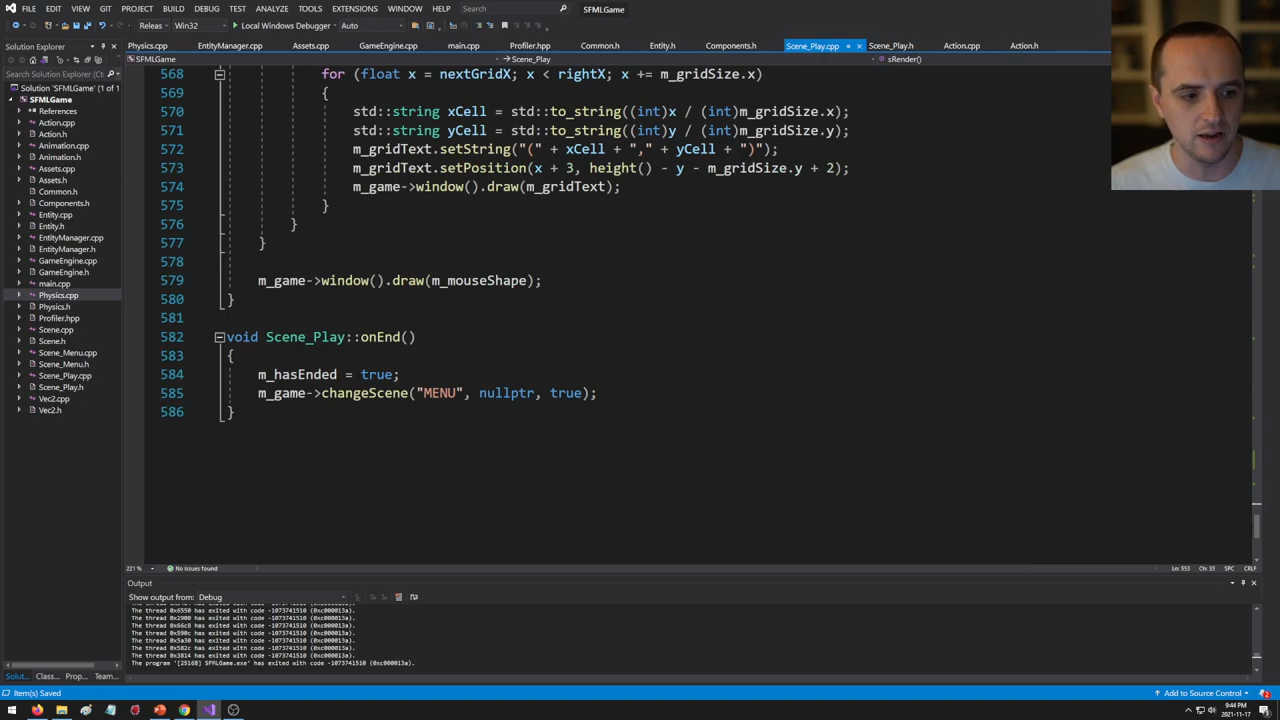 FILE EDIT VIEW GIT PROJECT BUILD DEBUG TEST ANALYZE TOOLS EXTENSIONS WINDOW HELP Search SFMLGame
Releas Win32 Local Windows Debugger Auto
Solution Explorer
Search Solution Explorer (Ctrl
Solution 'SFMLGame' (1 of 1
SFMLGame
References
Action.cpp
Action.h
Animation.cpp
Animation.h
Assets.cpp
Assets.h
Common.h
Components.h
Entity.cpp
Entity.h
EntityManager.cpp
EntityManager.h
GameEngine.cpp
GameEngine.h
main.cpp
Physics.cpp
Physics.h
Profiler.hpp
Scene.cpp
Scene.h
Scene_Menu.cpp
Scene_Menu.h
Scene_Play.cpp
Scene_Play.h
Vec2.cpp
Vec2.h
Solut... Class... Prop... Team...
Physics.cpp EntityManager.cpp Assets.cpp GameEngine.cpp main.cpp Profiler.hpp Common.h Entity.h Components.h Scene_Play.cpp Scene_Play.h Action.cpp Action.h
SFMLGame Scene_Play sRender()
568 for (float x = nextGridX; x < rightX; x += m_gridSize.x)
569 {
570 std::string xCell = std::to_string((int)x / (int)m_gridSize.x);
571 std::string yCell = std::to_string((int)y / (int)m_gridSize.y);
572 m_gridText.setString("(" + xCell + "," + yCell + ")");
573 m_gridText.setPosition(x + 3, height() - y - m_gridSize.y + 2);
574 m_game->window().draw(m_gridText);
575 }
576 }
577 }
578
579 m_game->window().draw(m_mouseShape);
580 }
581
582 void Scene_Play::onEnd()
583 {
584 m_hasEnded = true;
585 m_game->changeScene("MENU", nullptr, true);
586 }
221 % No issues found Ln: 553 Ch: 33 SPC CRLF
Output
Show output from: Debug
The thread 0x6550 has exited with code -1073741510 (0xc000013a).
The thread 0x2900 has exited with code -1073741510 (0xc000013a).
The thread 0x66c8 has exited with code -1073741510 (0xc000013a).
The thread 0x590c has exited with code -1073741510 (0xc000013a).
The thread 0x5a30 has exited with code -1073741510 (0xc000013a).
The thread 0x582c has exited with code -1073741510 (0xc000013a).
The thread 0x3814 has exited with code -1073741510 (0xc000013a).
The program '[25168] SFMLGame.exe' has exited with code -1073741510 (0xc000013a).
Item(s) Saved Add to Source Control 2
9:44 PM
2021-11-17